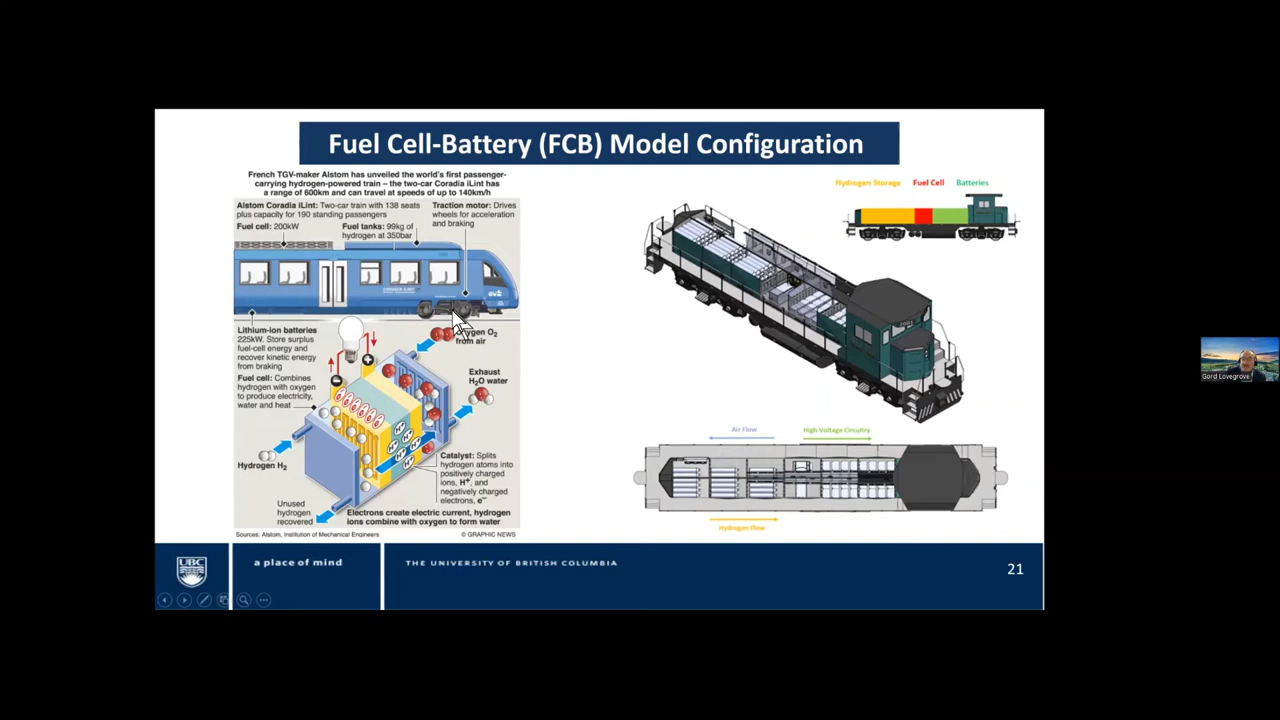 Fuel Cell-Battery (FCB) Model Configuration
French TGV-maker Alstom has unveiled the world's first passenger-
carrying hydrogen-powered train – the two-car Coradia iLint has
a range of 600km and can travel at speeds of up to 140km/h
Alstom Coradia iLint: Two-car train with 138 seats
plus capacity for 190 standing passengers
Fuel cell: 200kW
Fuel tanks: 99kg of
hydrogen at 350bar
Traction motor: Drives
wheels for acceleration
and braking
Lithium-ion batteries
225kW. Store surplus
fuel-cell energy and
recover kinetic energy
from braking
Fuel cell: Combines
hydrogen with oxygen
to produce electricity,
water and heat
Oxygen O2
from air
Exhaust
H2O water
Hydrogen H2
Unused
hydrogen
recovered
Catalyst: Splits
hydrogen atoms into
positively charged
ions, H+, and
negatively charged
electrons, e–
Electrons create electric current, hydrogen
ions combine with oxygen to form water
Sources: Alstom, Institution of Mechanical Engineers
© GRAPHIC NEWS
Hydrogen Storage
Fuel Cell
Batteries
Air Flow
High Voltage Circuitry
Hydrogen Flow
UBC
a place of mind
THE UNIVERSITY OF BRITISH COLUMBIA
21
Gord Lovegrove